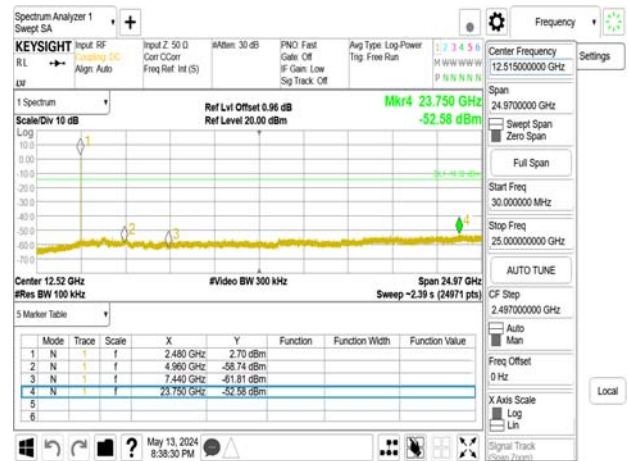 Spectrum Analyzer 1
Swept SA
Frequency
KEYSIGHT Input: RF
RL
Coupling: DC
Align: Auto
Input Z: 50 Ω
Corr CCorr
Freq Ref: Int (S)
#Atten: 30 dB
PNO: Fast
Gate: Off
IF Gain: Low
Sig Track: Off
Avg Type: Log-Power
Trig: Free Run
1 2 3 4 5 6
M W W W W W
P N N N N N
1 Spectrum
Scale/Div 10 dB
Ref Lvl Offset 0.96 dB
Ref Level 20.00 dBm
Mkr4 23.750 GHz
-52.58 dBm
Log
10.0
0.00
-10.0
-20.0
-30.0
-40.0
-50.0
-60.0
-70.0
1
2
3
4
Center 12.52 GHz
#Res BW 100 kHz
#Video BW 300 kHz
Span 24.97 GHz
Sweep ~2.39 s (24971 pts)
5 Marker Table
Mode Trace Scale X Y Function Function Width Function Value
1 N 1 f 2.480 GHz 2.70 dBm
2 N 1 f 4.960 GHz -58.74 dBm
3 N 1 f 7.440 GHz -61.81 dBm
4 N 1 f 23.750 GHz -52.58 dBm
5
6
May 13, 2024
8:38:30 PM
Center Frequency
12.515000000 GHz
Settings
Span
24.9700000 GHz
Swept Span
Zero Span
Full Span
Start Freq
30.000000 MHz
Stop Freq
25.000000000 GHz
AUTO TUNE
CF Step
2.497000000 GHz
Auto
Man
Freq Offset
0 Hz
X Axis Scale
Log
Lin
Local
Signal Track
(Span Zoom)